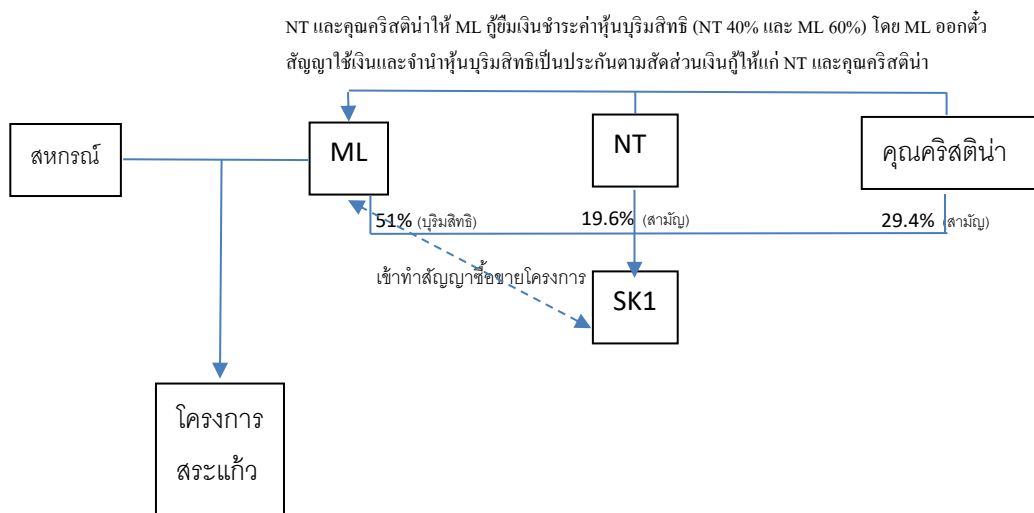 NT และคุณคริสติน่าให้ ML กู้ยืมเงินชำระค่าหุ้นบุริมสิทธิ (NT 40% และ ML 60%) โดย ML ออกตั๋ว
สัญญาใช้เงินและจำนำหุ้นบุริมสิทธิเป็นประกันตามสัดส่วนเงินกู้ให้แก่ NT และคุณคริสติน่า
สหกรณ์
ML
NT
คุณคริสติน่า
51% (บุริมสิทธิ)
19.6% (สามัญ)
29.4% (สามัญ)
เข้าทำสัญญาซื้อขายโครงการ
SK1
โครงการ
สระแก้ว